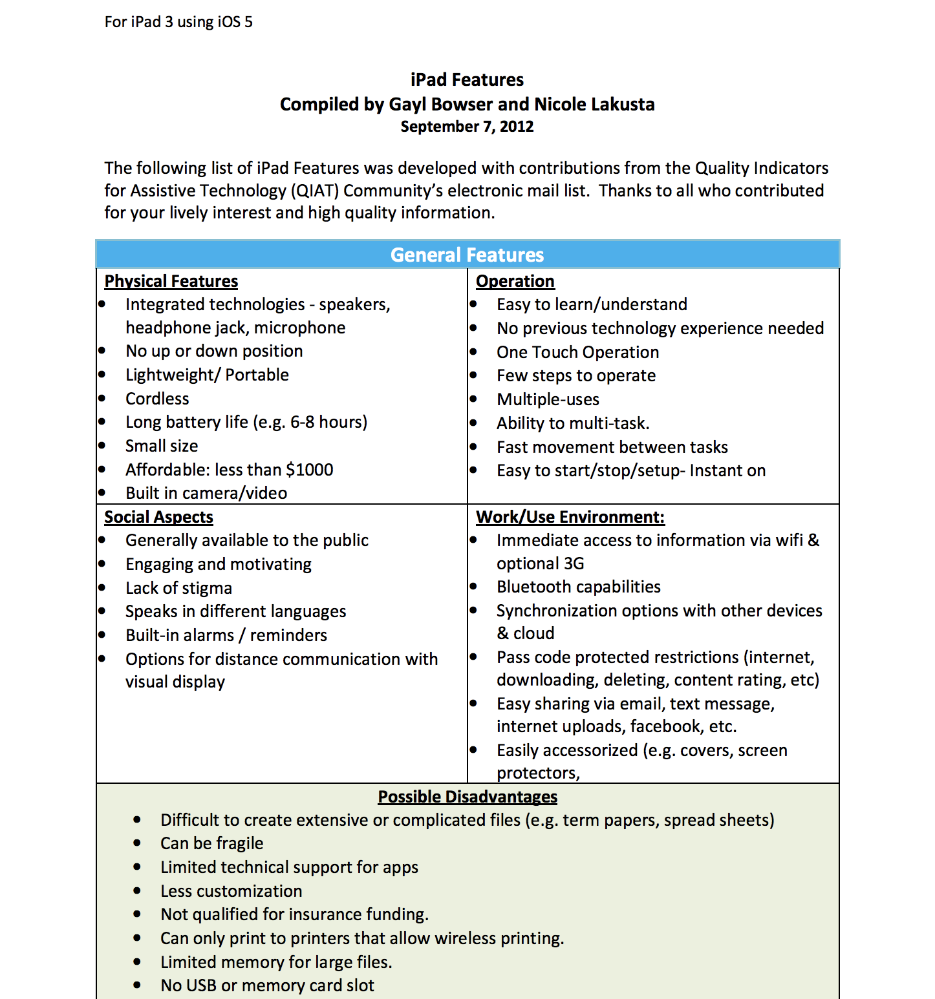 For iPad 3 using iOS 5
iPad Features
Compiled by Gayl Bowser and Nicole Lakusta
September 7, 2012
The following list of iPad Features was developed with contributions from the Quality Indicators
for Assistive Technology (QIAT) Community’s electronic mail list.  Thanks to all who contributed
for your lively interest and high quality information.
General Features
Physical Features
• Integrated technologies - speakers,
headphone jack, microphone
• No up or down position
• Lightweight/ Portable
• Cordless
• Long battery life (e.g. 6-8 hours)
• Small size
• Affordable: less than $1000
• Built in camera/video
Operation
• Easy to learn/understand
• No previous technology experience needed
• One Touch Operation
• Few steps to operate
• Multiple-uses
• Ability to multi-task.
• Fast movement between tasks
• Easy to start/stop/setup- Instant on
Social Aspects
• Generally available to the public
• Engaging and motivating
• Lack of stigma
• Speaks in different languages
• Built-in alarms / reminders
• Options for distance communication with
visual display
Work/Use Environment:
• Immediate access to information via wifi &
optional 3G
• Bluetooth capabilities
• Synchronization options with other devices
& cloud
• Pass code protected restrictions (internet,
downloading, deleting, content rating, etc)
• Easy sharing via email, text message,
internet uploads, facebook, etc.
• Easily accessorized (e.g. covers, screen
protectors,
Possible Disadvantages
• Difficult to create extensive or complicated files (e.g. term papers, spread sheets)
• Can be fragile
• Limited technical support for apps
• Less customization
• Not qualified for insurance funding.
• Can only print to printers that allow wireless printing.
• Limited memory for large files.
• No USB or memory card slot